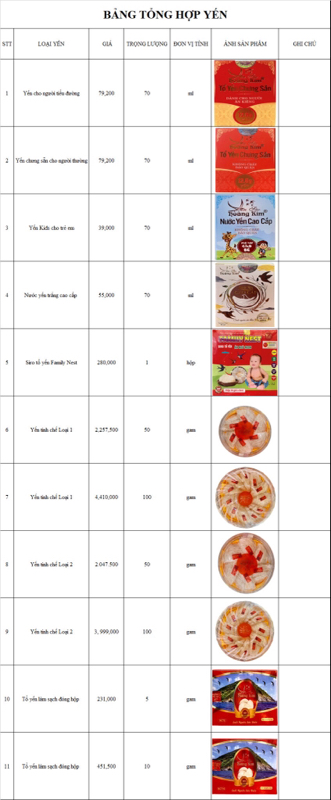 BẢNG TỔNG HỢP YẾN
STT LOẠI YẾN GIÁ TRỌNG LƯỢNG ĐƠN VỊ TÍNH ẢNH SẢN PHẨM GHI CHÚ
1 Yến cho người tiểu đường 79,200 70 ml
Tổ Yến Chưng Sẵn
2 Yến chưng sẵn cho người thường 79,200 70 ml
Tổ Yến Chưng Sẵn
3 Yến Kids cho trẻ em 39,000 70 ml
Hoàng Kim
Nước Yến Cao Cấp
4 Nước yến trắng cao cấp 55,000 70 ml
5 Siro tổ yến Family Nest 280,000 1 hộp
FAMILY NEST
6 Yến tinh chế Loại 1 2,257,500 50 gam
7 Yến tinh chế Loại 1 4,410,000 100 gam
8 Yến tinh chế Loại 2 2,047,500 50 gam
9 Yến tinh chế Loại 2 3,,999,000 100 gam
10 Tổ yến làm sạch đóng hộp 231,000 5 gam
11 Tổ yến làm sạch đóng hộp 451,500 10 gam